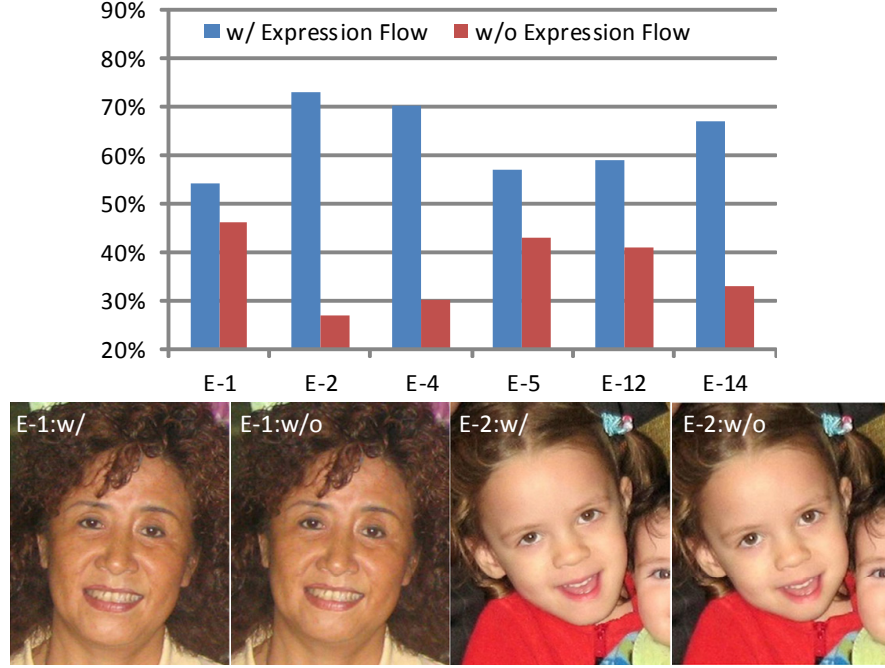 90%
w/ Expression Flow w/o Expression Flow
80%
70%
60%
50%
40%
30%
20%
E-1 E-2 E-4 E-5 E-12 E-14
E-1:w/ E-1:w/o E-2:w/ E-2:w/o